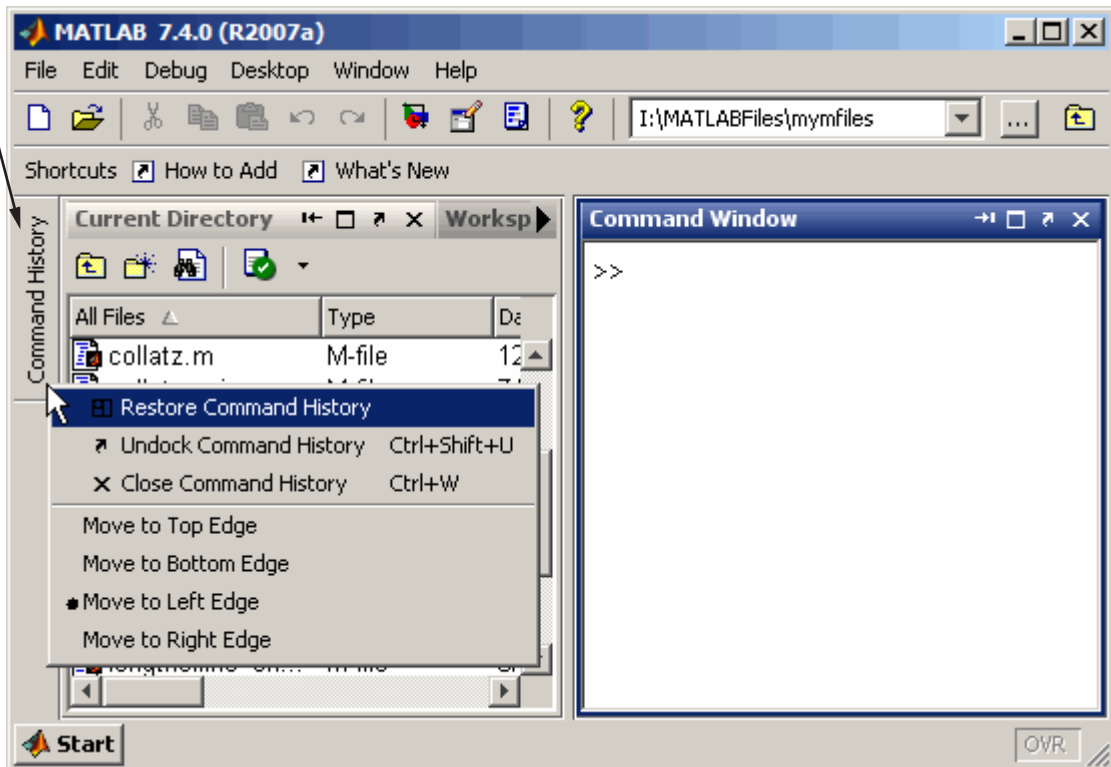 MATLAB 7.4.0 (R2007a)
File Edit Debug Desktop Window Help
I:\MATLABFiles\mymfiles ...
Shortcuts How to Add What's New
Command History
Current Directory Worksp
All Files Type Da
collatz.m M-file 12
Restore Command History
Undock Command History Ctrl+Shift+U
Close Command History Ctrl+W
Move to Top Edge
Move to Bottom Edge
Move to Left Edge
Move to Right Edge
Command Window
>>
Start
OVR